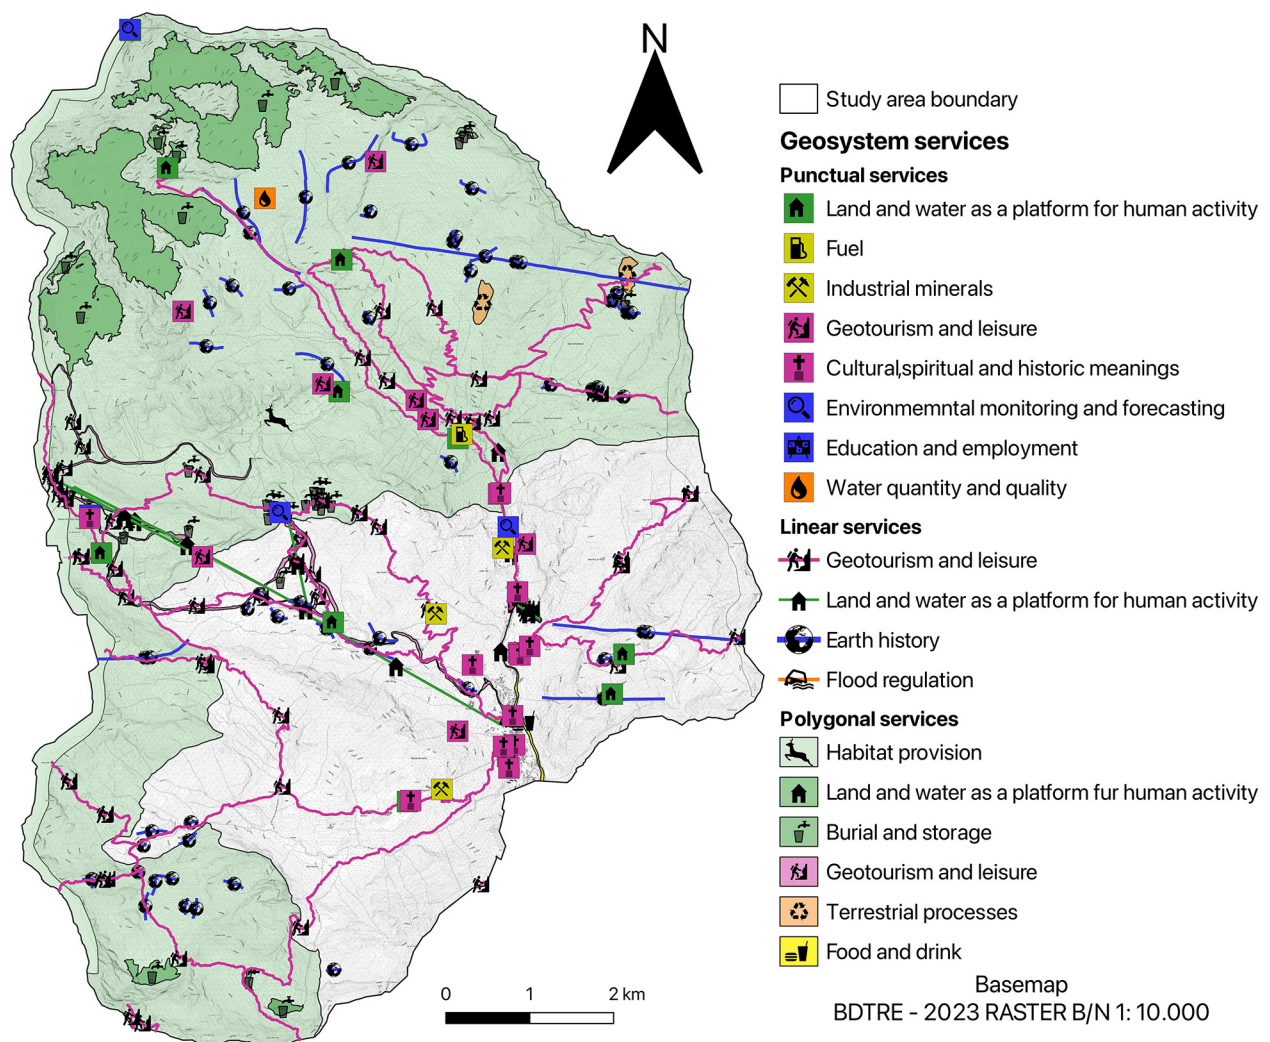 N
Study area boundary
Geosystem services
Punctual services
Land and water as a platform for human activity
Fuel
Industrial minerals
Geotourism and leisure
Cultural,spiritual and historic meanings
Environmemntal monitoring and forecasting
Education and employment
Water quantity and quality
Linear services
Geotourism and leisure
Land and water as a platform for human activity
Earth history
Flood regulation
Polygonal services
Habitat provision
Land and water as a platform fur human activity
Burial and storage
Geotourism and leisure
Terrestrial processes
Food and drink
Basemap
BDTRE - 2023 RASTER B/N 1: 10.000
0 1 2 km